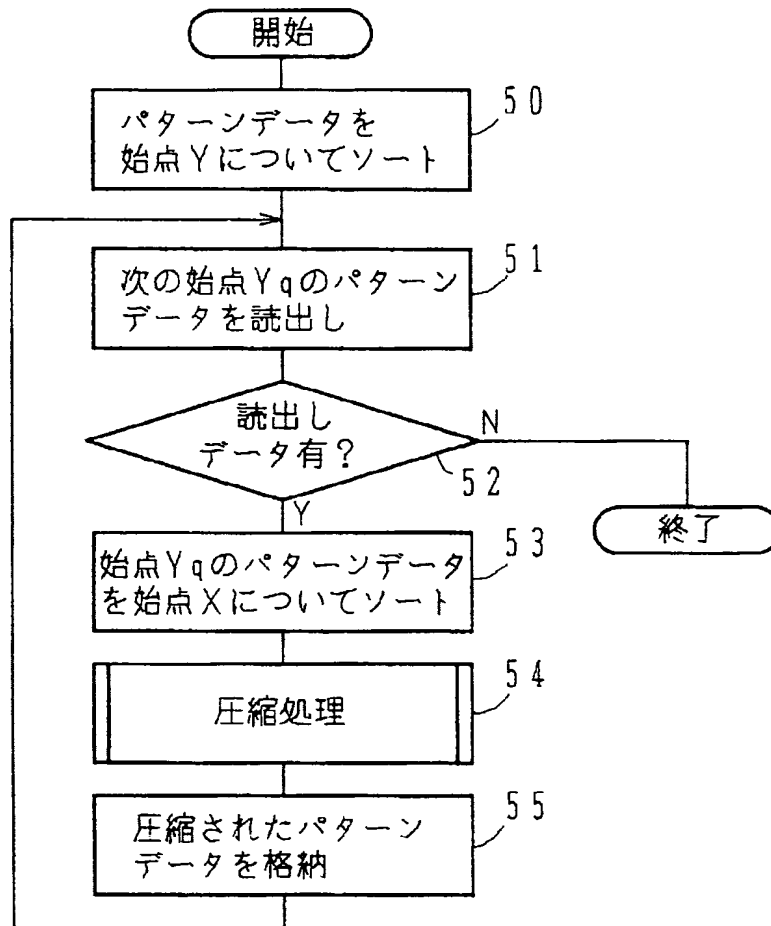 開始
50
パターンデータを
始点Yについてソート
51
次の始点Yqのパターン
データを読出し
読出し
データ有?
N
52
Y
終了
53
始点Yqのパターンデータ
を始点Xについてソート
54
圧縮処理
55
圧縮されたパターン
データを格納